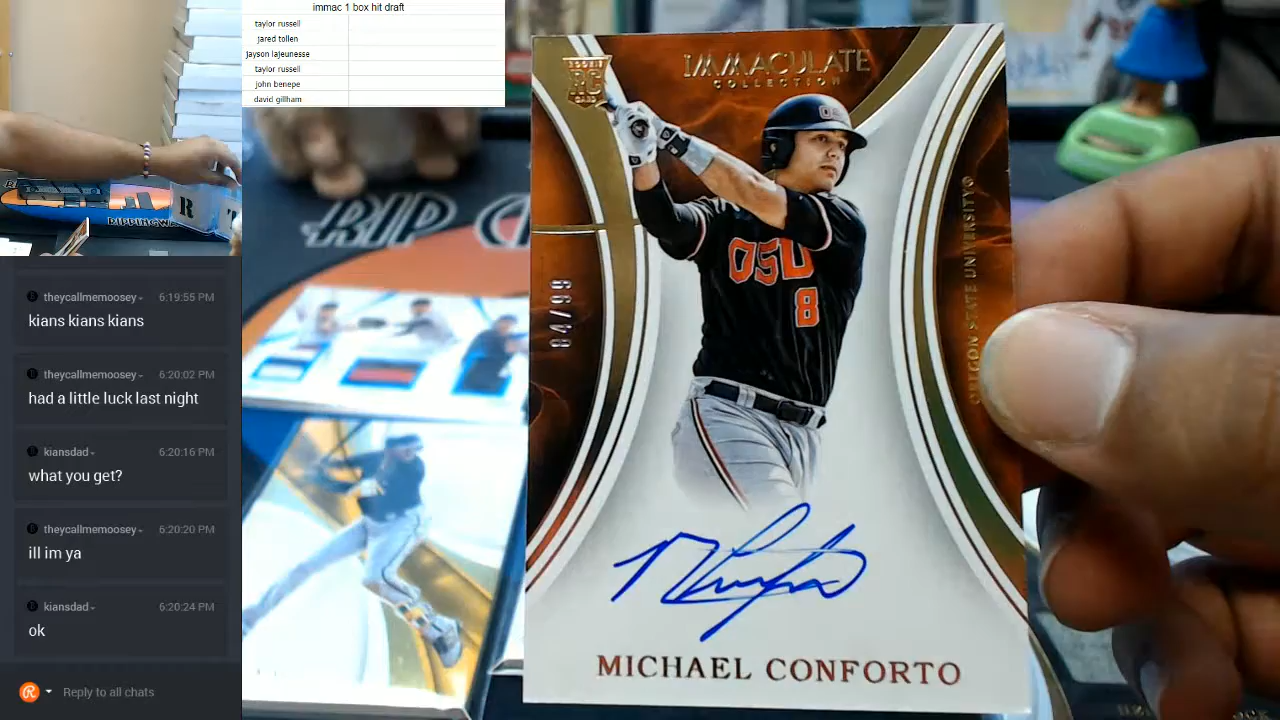 immac 1 box hit draft
taylor russell
jared tollen
jayson lajeunesse
taylor russell
john benepe
david gillham
RIPPINGWA
R
theycallmemoosey 6:19:55 PM
kians kians kians
theycallmemoosey 6:20:02 PM
had a little luck last night
kiansdad 6:20:16 PM
what you get?
theycallmemoosey 6:20:20 PM
ill im ya
kiansdad 6:20:24 PM
ok
Reply to all chats
RIP
ROOKIE
RC
CARD
IMMACULATE
COLLECTION
OSU
8
84/99
OREGON STATE UNIVERSITY®
MICHAEL CONFORTO